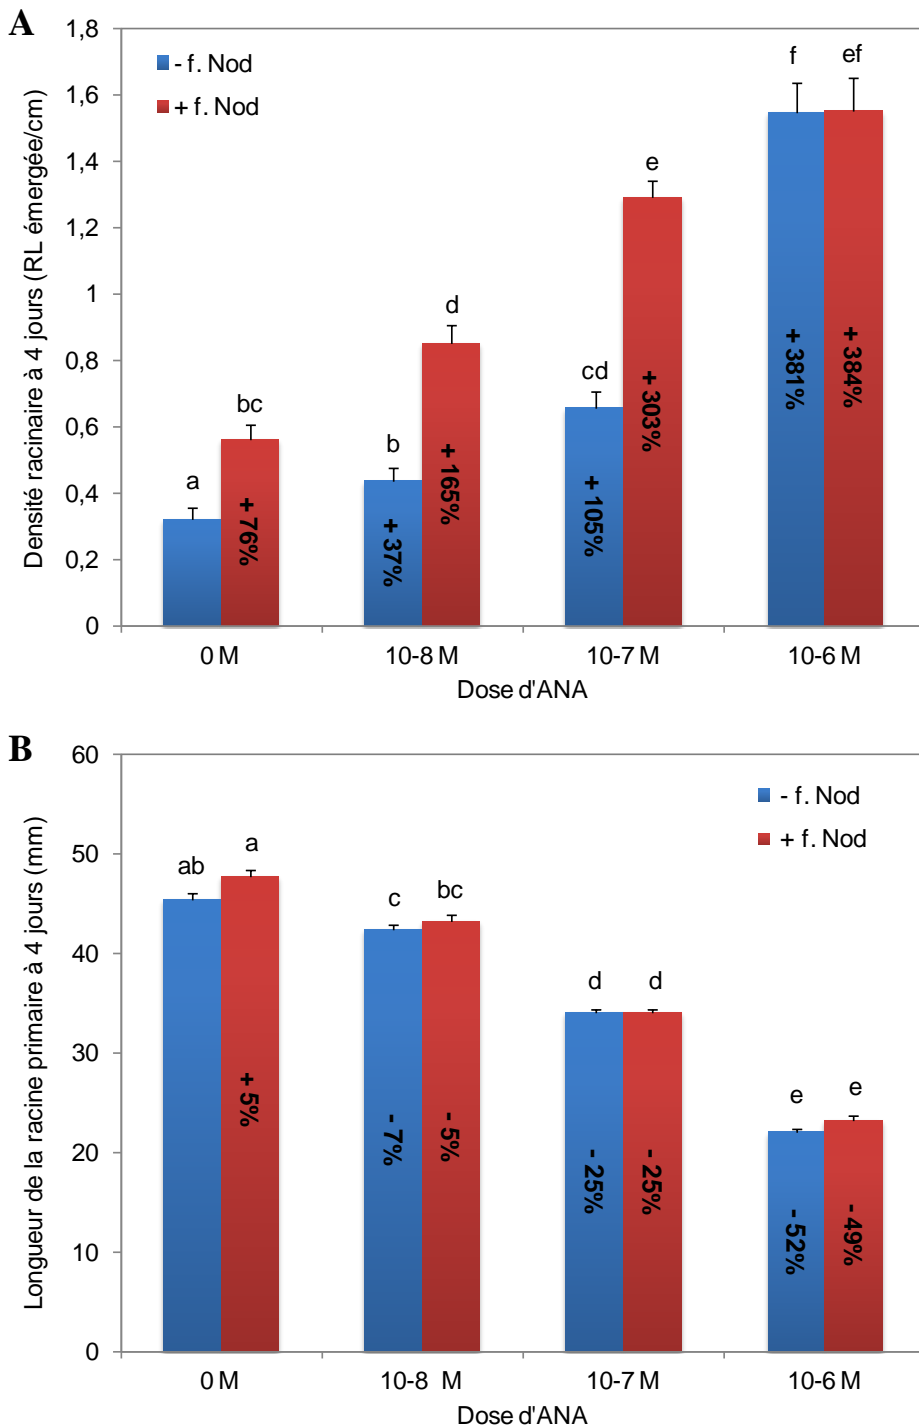 A
Densité racinaire à 4 jours (RL émergée/cm)
1,8
1,6
1,4
1,2
1
0,8
0,6
0,4
0,2
0
- f. Nod
+ f. Nod
a
bc
+ 76%
b
+ 37%
d
+ 165%
cd
+ 105%
e
+ 303%
f
+ 381%
ef
+ 384%
0 M
10-8 M
10-7 M
10-6 M
Dose d'ANA
B
Longueur de la racine primaire à 4 jours (mm)
60
50
40
30
20
10
0
- f. Nod
+ f. Nod
ab
a
+ 5%
c
- 7%
bc
- 5%
d
- 25%
d
- 25%
e
- 52%
e
- 49%
0 M
10-8 M
10-7 M
10-6 M
Dose d'ANA